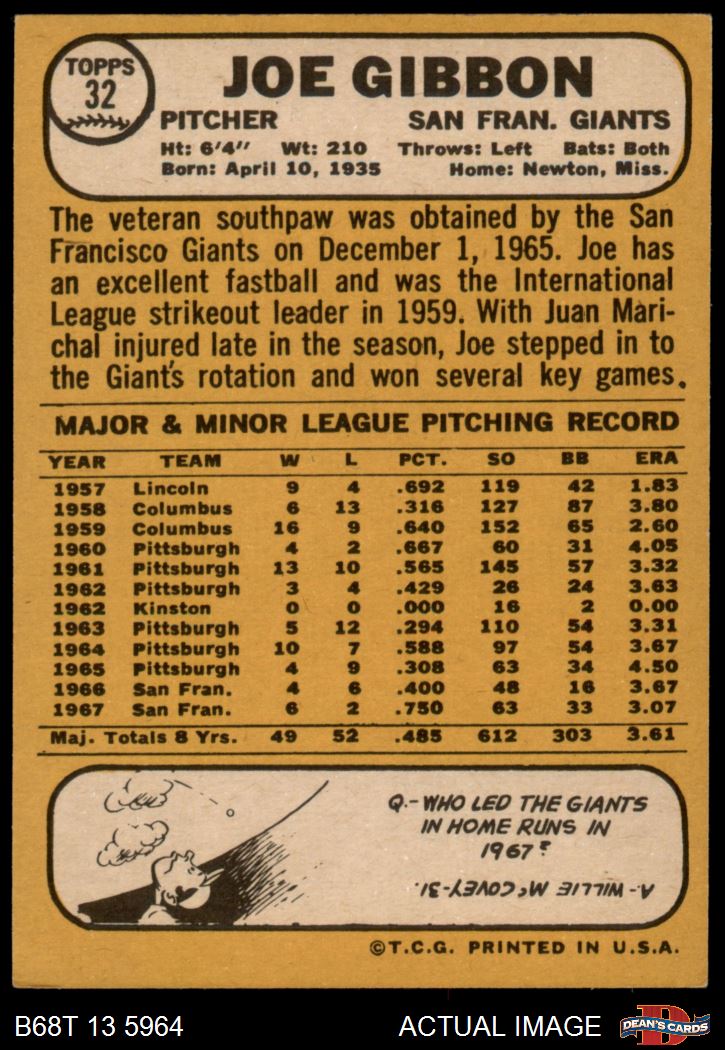 TOPPS
32
JOE GIBBON
PITCHER SAN FRAN. GIANTS
Ht: 6'4" Wt: 210 Throws: Left Bats: Both
Born: April 10, 1935 Home: Newton, Miss.
The veteran southpaw was obtained by the San
Francisco Giants on December 1, 1965. Joe has
an excellent fastball and was the International
League strikeout leader in 1959. With Juan Mari-
chal injured late in the season, Joe stepped in to
the Giant's rotation and won several key games.
MAJOR & MINOR LEAGUE PITCHING RECORD
YEAR TEAM W L PCT. SO BB ERA
1957 Lincoln 9 4 .692 119 42 1.83
1958 Columbus 6 13 .316 127 87 3.80
1959 Columbus 16 9 .640 152 65 2.60
1960 Pittsburgh 4 2 .667 60 31 4.05
1961 Pittsburgh 13 10 .565 145 57 3.32
1962 Pittsburgh 3 4 .429 26 24 3.63
1962 Kinston 0 0 .000 16 2 0.00
1963 Pittsburgh 5 12 .294 110 54 3.31
1964 Pittsburgh 10 7 .588 97 54 3.67
1965 Pittsburgh 4 9 .308 63 34 4.50
1966 San Fran. 4 6 .400 48 16 3.67
1967 San Fran. 6 2 .750 63 33 3.07
Maj. Totals 8 Yrs. 49 52 .485 612 303 3.61
Q.-WHO LED THE GIANTS
IN HOME RUNS IN
1967?
A.-WILLIE McCOVEY-31.
©T.C.G. PRINTED IN U.S.A.
B68T 13 5964 ACTUAL IMAGE DEAN'S CARDS